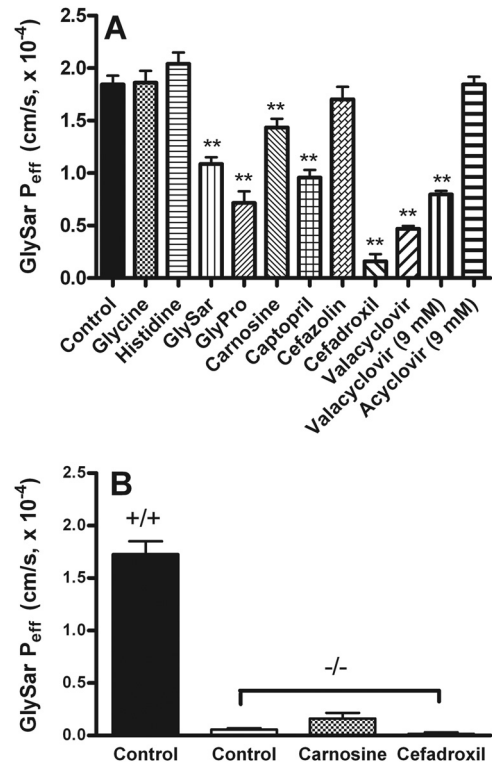 A
GlySar Peff (cm/s, x 10-4)
2.5
2.0
1.5
1.0
0.5
0.0
**
**
**
**
**
**
**
Control
Glycine
Histidine
GlySar
GlyPro
Carnosine
Captopril
Cefazolin
Cefadroxil
Valacyclovir
Valacyclovir (9 mM)
Acyclovir (9 mM)
B
GlySar Peff (cm/s, x 10-4)
2.5
2.0
1.5
1.0
0.5
0.0
+/+
-/-
Control Control Carnosine Cefadroxil